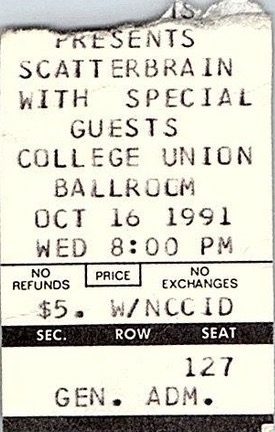 PRESENTS
SCATTERBRAIN
WITH SPECIAL
GUESTS
COLLEGE UNION
BALLROOM
OCT 16 1991
WED 8:00 PM
NO REFUNDS PRICE NO EXCHANGES
$5. W/NCCID
SEC. ROW SEAT
127
GEN. ADM.